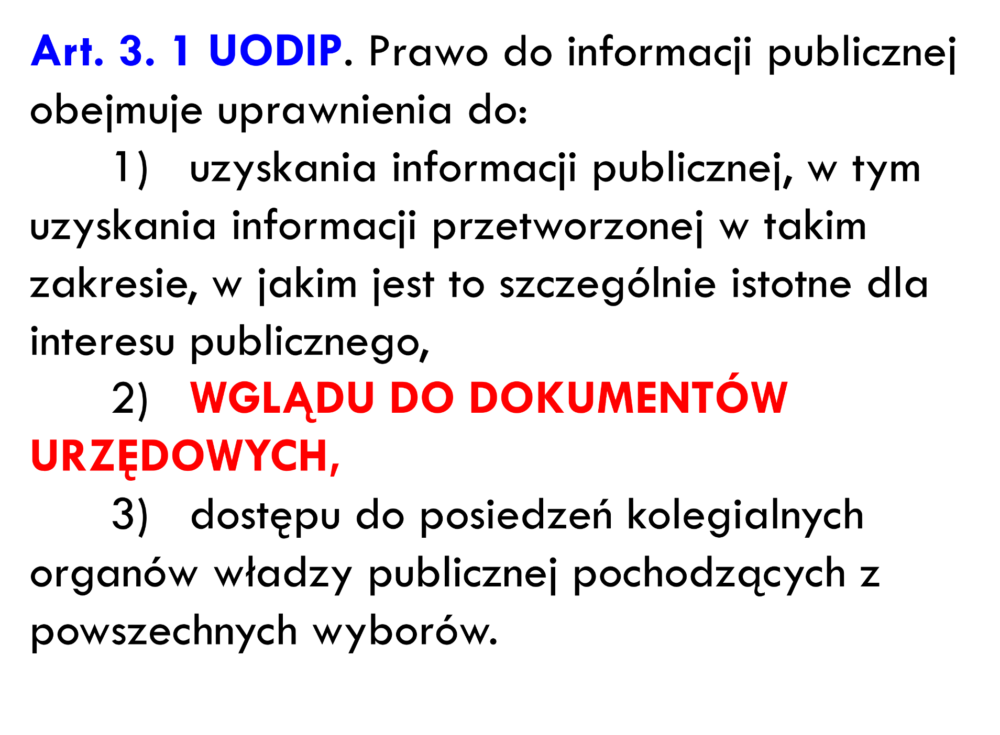 Art. 3. 1 UODIP. Prawo do informacji publicznej
obejmuje uprawnienia do:
1) uzyskania informacji publicznej, w tym
uzyskania informacji przetworzonej w takim
zakresie, w jakim jest to szczególnie istotne dla
interesu publicznego,
2) WGLĄDU DO DOKUMENTÓW
URZĘDOWYCH,
3) dostępu do posiedzeń kolegialnych
organów władzy publicznej pochodzących z
powszechnych wyborów.